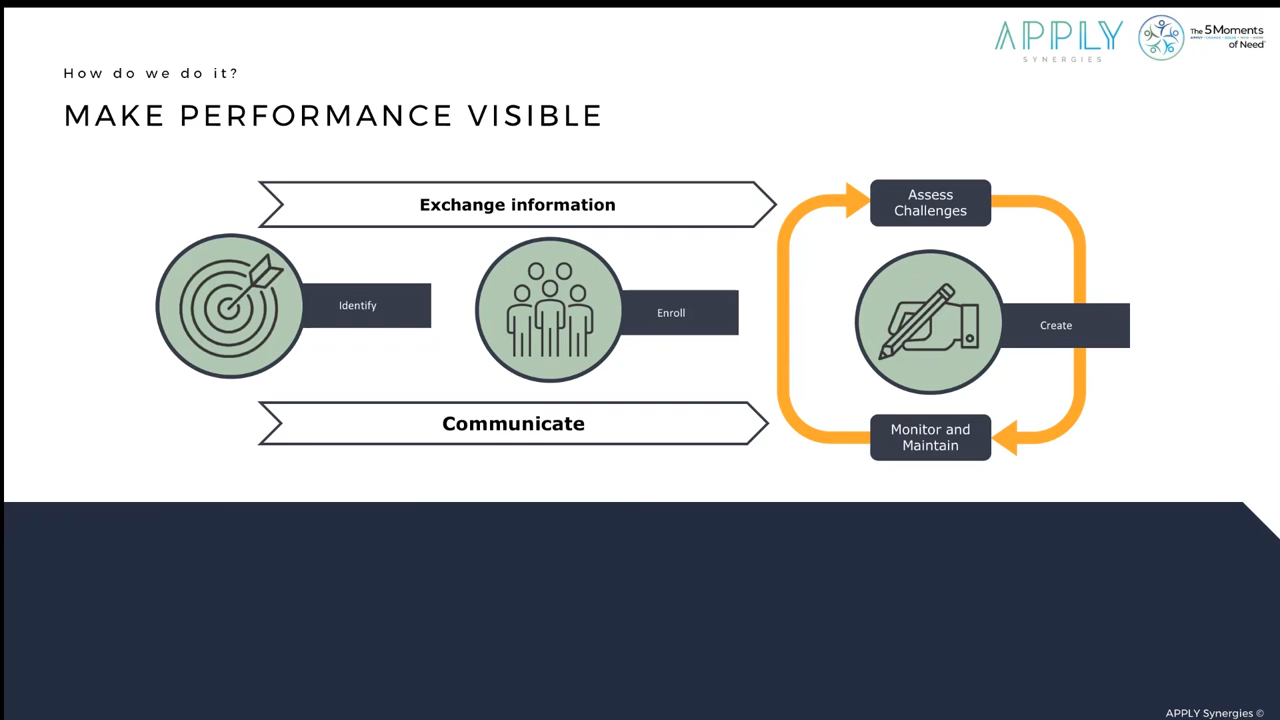 APPLY
SYNERGIES
The 5 Moments
of Need
How do we do it?
MAKE PERFORMANCE VISIBLE
Exchange information
Assess
Challenges
Identify
Enroll
Create
Communicate
Monitor and
Maintain
APPLY Synergies ©